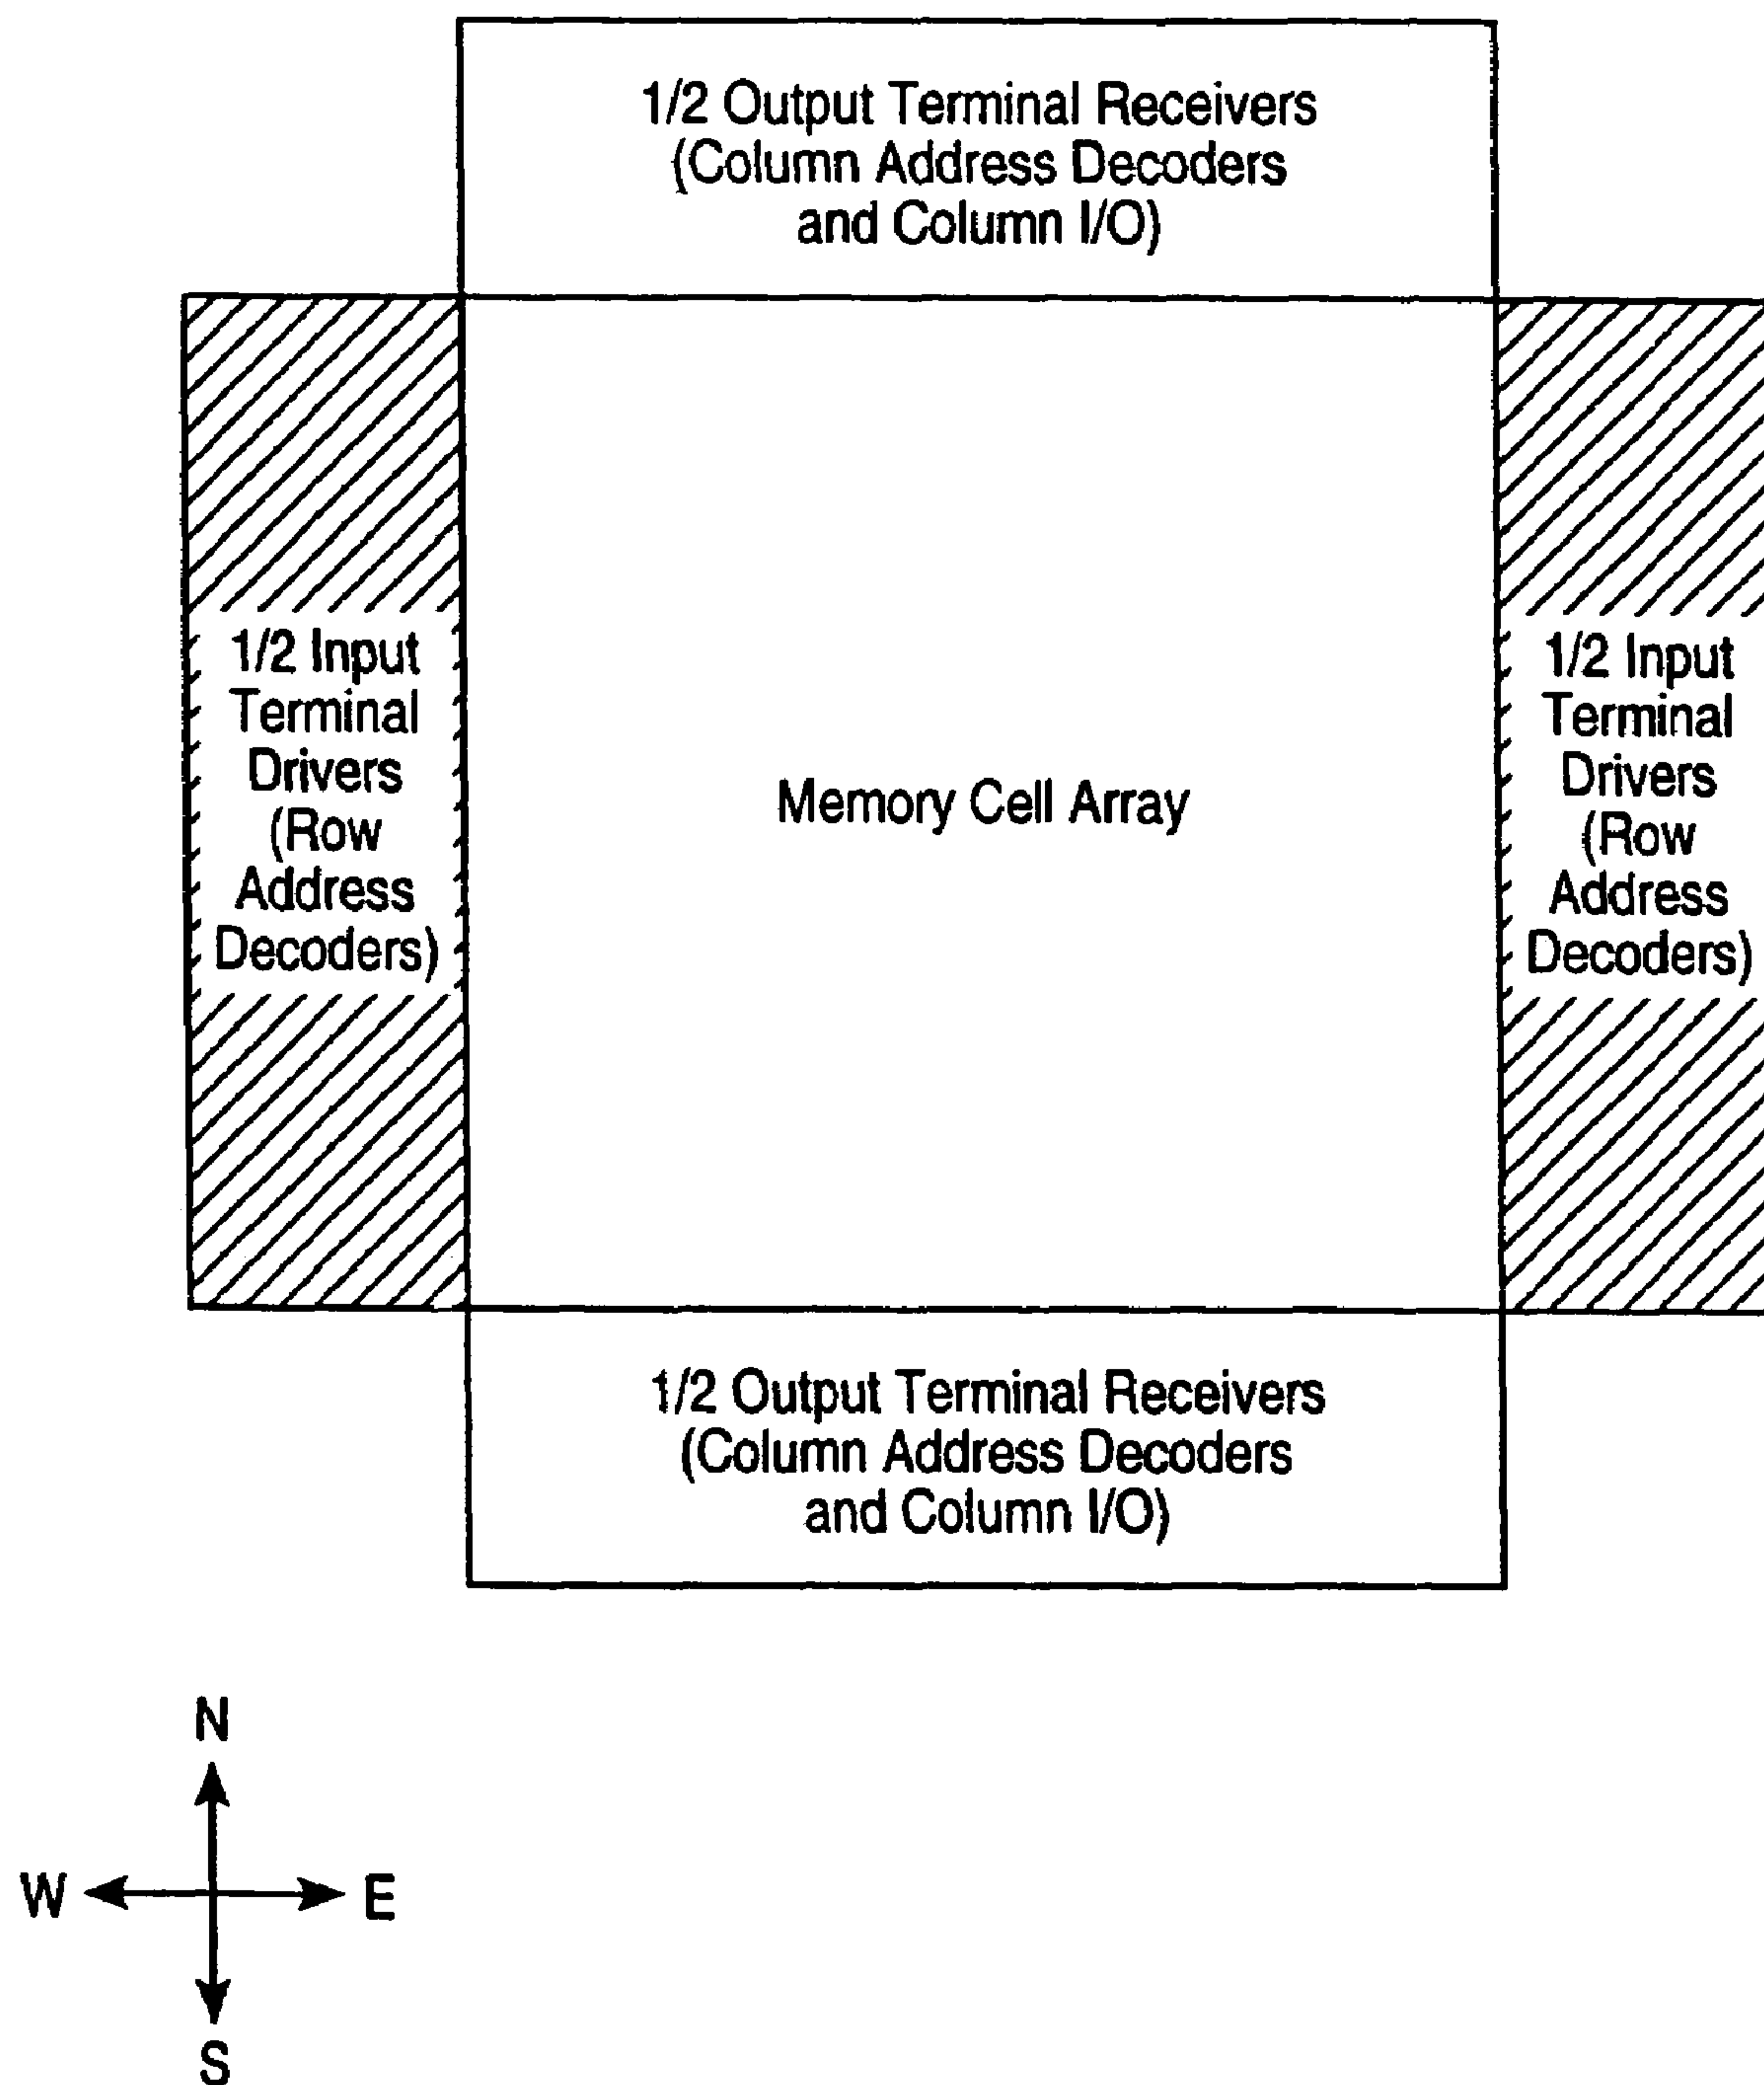 1/2 Output Terminal Receivers
(Column Address Decoders
and Column I/O)
1/2 Input
Terminal
Drivers
(Row
Address
Decoders)
Memory Cell Array
1/2 Input
Terminal
Drivers
(Row
Address
Decoders)
1/2 Output Terminal Receivers
(Column Address Decoders
and Column I/O)
N
W
E
S